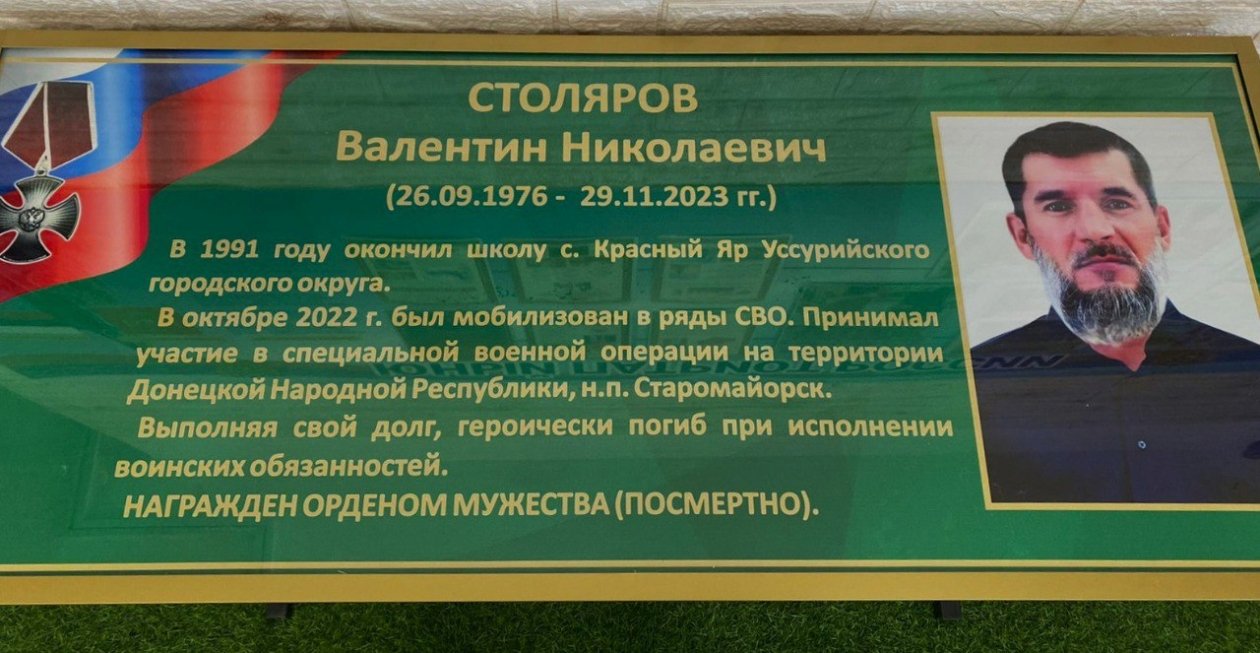 СТОЛЯРОВ
Валентин Николаевич
(26.09.1976 - 29.11.2023 гг.)
В 1991 году окончил школу с. Красный Яр Уссурийского
городского округа.
В октябре 2022 г. был мобилизован в ряды СВО. Принимал
участие в специальной военной операции на территории
Донецкой Народной Республики, н.п. Старомайорск.
Выполняя свой долг, героически погиб при исполнении
воинских обязанностей.
НАГРАЖДЕН ОРДЕНОМ МУЖЕСТВА (ПОСМЕРТНО).